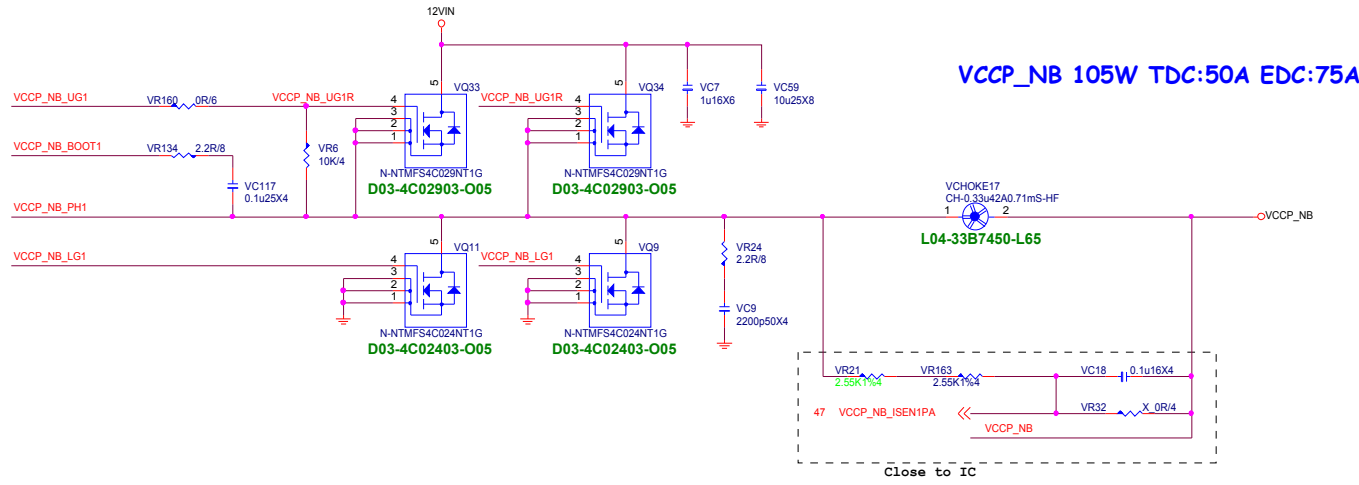 12VIN
VCCP_NB 105W TDC:50A EDC:75A
VCCP_NB_UG1
VR160
0R/6
VCCP_NB_UG1R
5
VQ33
4
3
2
1
N-NTMFS4C029NT1G
D03-4C02903-O05
VCCP_NB_UG1R
5
VQ34
4
3
2
1
N-NTMFS4C029NT1G
D03-4C02903-O05
VC7
1u16X6
VC59
10u25X8
VCCP_NB_BOOT1
VR134
2.2R/8
VR6
10K/4
VC117
0.1u25X4
VCCP_NB_PH1
VCHOKE17
CH-0.33u42A0.71mS-HF
1
2
L04-33B7450-L65
VCCP_NB
VCCP_NB_LG1
5
VQ11
4
3
2
1
N-NTMFS4C024NT1G
D03-4C02403-O05
VCCP_NB_LG1
5
VQ9
4
3
2
1
N-NTMFS4C024NT1G
D03-4C02403-O05
VR24
2.2R/8
VC9
2200p50X4
VR21
2.55K1%4
VR163
2.55K1%4
VC18
0.1u16X4
47 VCCP_NB_ISEN1PA
VR32
X_0R/4
VCCP_NB
Close to IC